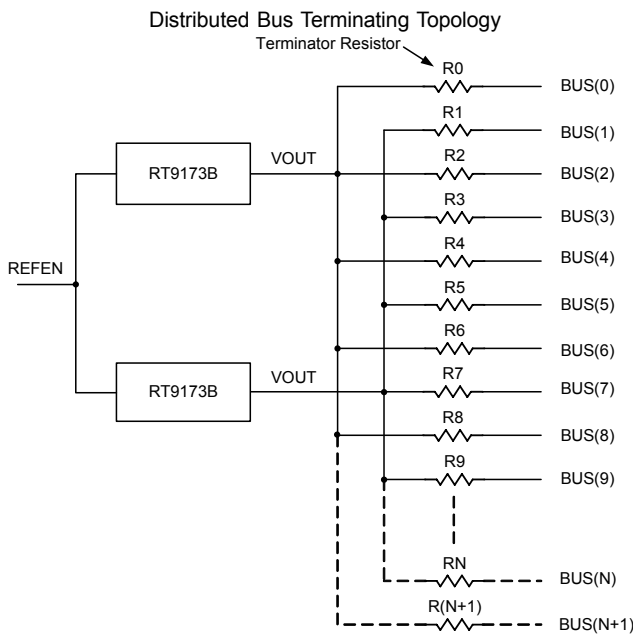 Distributed Bus Terminating Topology
Terminator Resistor
R0 BUS(0)
R1 BUS(1)
RT9173B VOUT R2 BUS(2)
R3 BUS(3)
R4 BUS(4)
REFEN R5 BUS(5)
R6 BUS(6)
RT9173B VOUT R7 BUS(7)
R8 BUS(8)
R9 BUS(9)
RN BUS(N)
R(N+1) BUS(N+1)